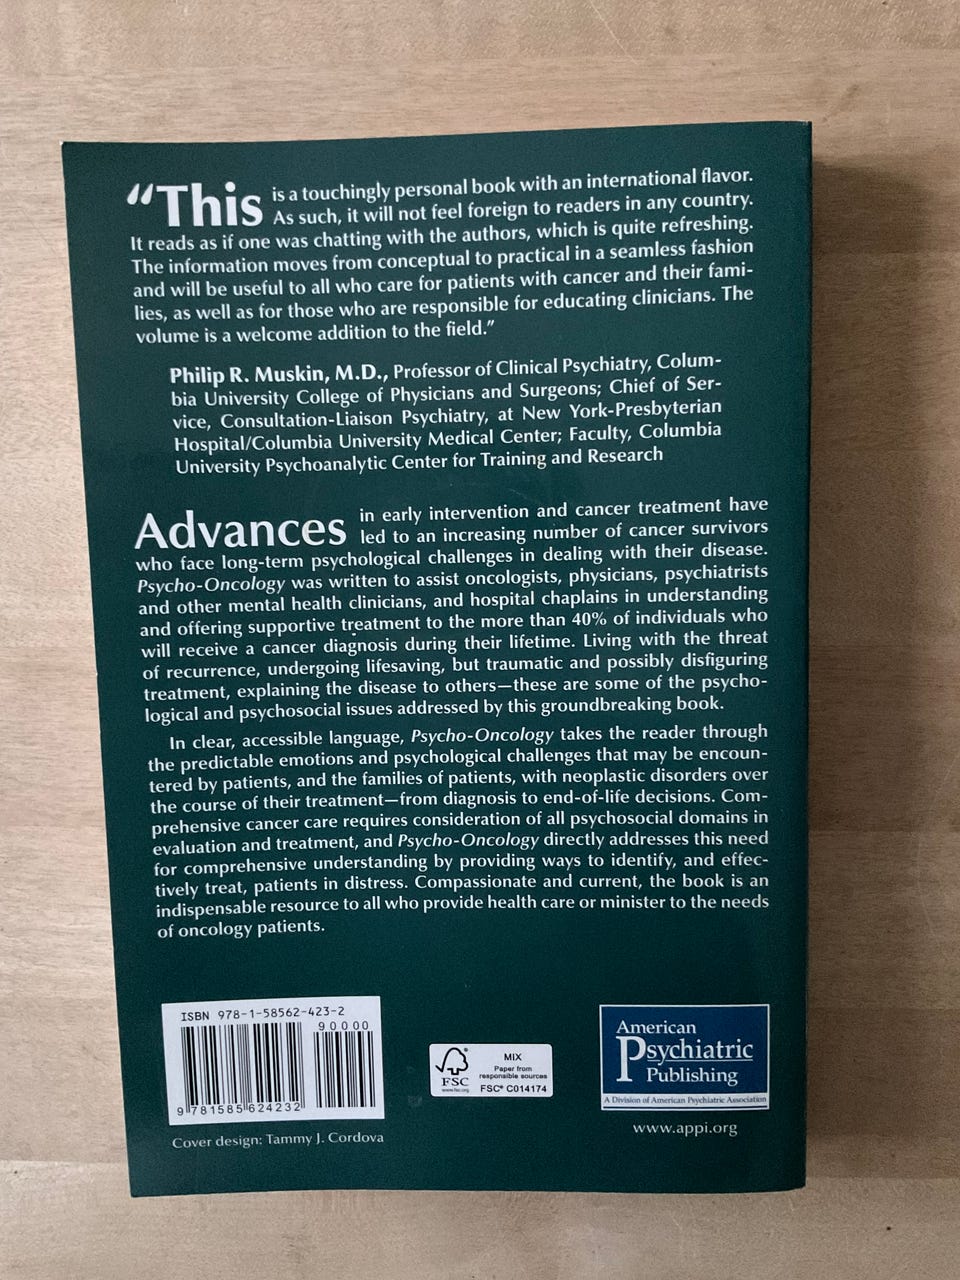 “This is a touchingly personal book with an international flavor.
As such, it will not feel foreign to readers in any country.
It reads as if one was chatting with the authors, which is quite refreshing.
The information moves from conceptual to practical in a seamless fashion
and will be useful to all who care for patients with cancer and their fami-
lies, as well as for those who are responsible for educating clinicians. The
volume is a welcome addition to the field.”
Philip R. Muskin, M.D., Professor of Clinical Psychiatry, Colum-
bia University College of Physicians and Surgeons; Chief of Ser-
vice, Consultation-Liaison Psychiatry, at New York-Presbyterian
Hospital/Columbia University Medical Center; Faculty, Columbia
University Psychoanalytic Center for Training and Research
Advances in early intervention and cancer treatment have
led to an increasing number of cancer survivors
who face long-term psychological challenges in dealing with their disease.
Psycho-Oncology was written to assist oncologists, physicians, psychiatrists
and other mental health clinicians, and hospital chaplains in understanding
and offering supportive treatment to the more than 40% of individuals who
will receive a cancer diagnosis during their lifetime. Living with the threat
of recurrence, undergoing lifesaving, but traumatic and possibly disfiguring
treatment, explaining the disease to others—these are some of the psycho-
logical and psychosocial issues addressed by this groundbreaking book.
In clear, accessible language, Psycho-Oncology takes the reader through
the predictable emotions and psychological challenges that may be encoun-
tered by patients, and the families of patients, with neoplastic disorders over
the course of their treatment—from diagnosis to end-of-life decisions. Com-
prehensive cancer care requires consideration of all psychosocial domains in
evaluation and treatment, and Psycho-Oncology directly addresses this need
for comprehensive understanding by providing ways to identify, and effec-
tively treat, patients in distress. Compassionate and current, the book is an
indispensable resource to all who provide health care or minister to the needs
of oncology patients.
ISBN 978-1-58562-423-2
90000
9 781585 624232
Cover design: Tammy J. Cordova
FSC
www.fsc.org
MIX
Paper from
responsible sources
FSC® C014174
American
Psychiatric
Publishing
A Division of American Psychiatric Association
www.appi.org